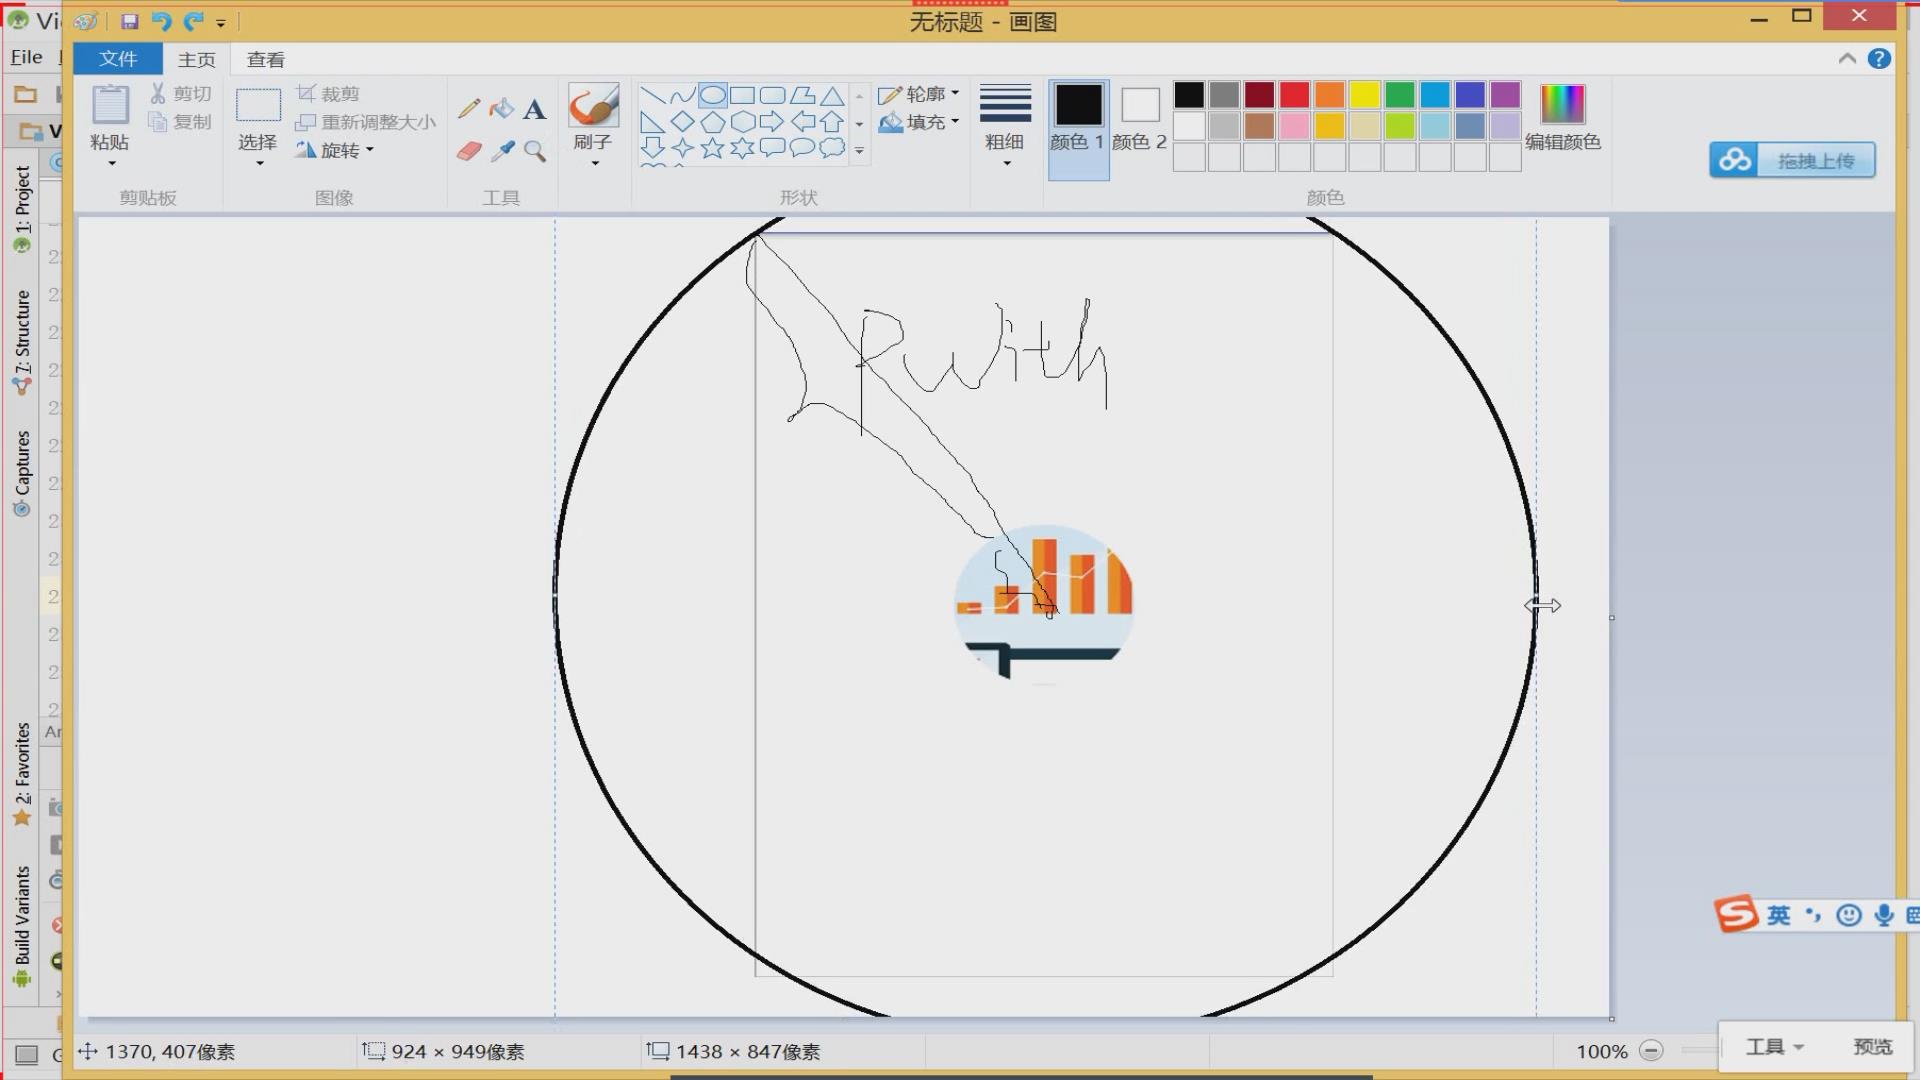 无标题 - 画图
File
文件 主页 查看
粘贴 剪切 复制 剪贴板
选择 裁剪 重新调整大小 旋转 图像
A 工具
刷子
形状
轮廓 填充
粗细
颜色 1 颜色 2 编辑颜色 颜色
拖拽上传
1: Project
7: Structure
Captures
2: Favorites
Build Variants
RWith
英
1370, 407像素 924 × 949像素 1438 × 847像素 100%
工具 预览